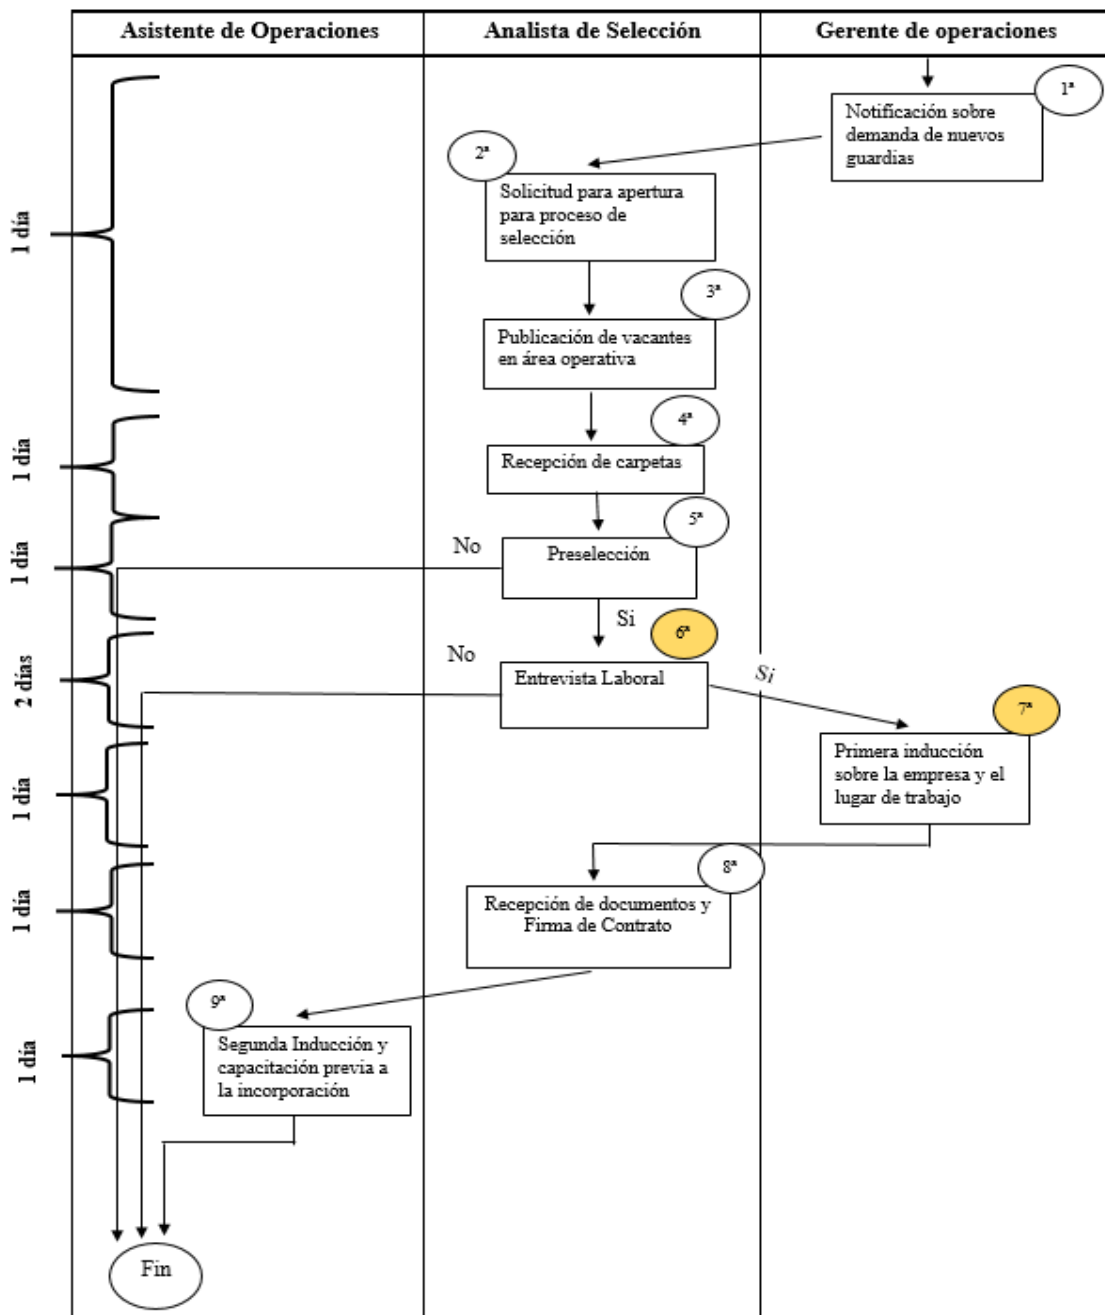 Asistente de Operaciones
Analista de Selección
Gerente de operaciones
1ª
Notificación sobre
demanda de nuevos
guardias
2ª
Solicitud para apertura
para proceso de
selección
1 día
3ª
Publicación de vacantes
en área operativa
4ª
Recepción de carpetas
1 día
5ª
Preselección
No
1 día
Si
6ª
Entrevista Laboral
No
Si
2 días
7ª
Primera inducción
sobre la empresa y el
lugar de trabajo
1 día
8ª
Recepción de documentos y
Firma de Contrato
1 día
9ª
Segunda Inducción y
capacitación previa a
la incorporación
1 día
Fin